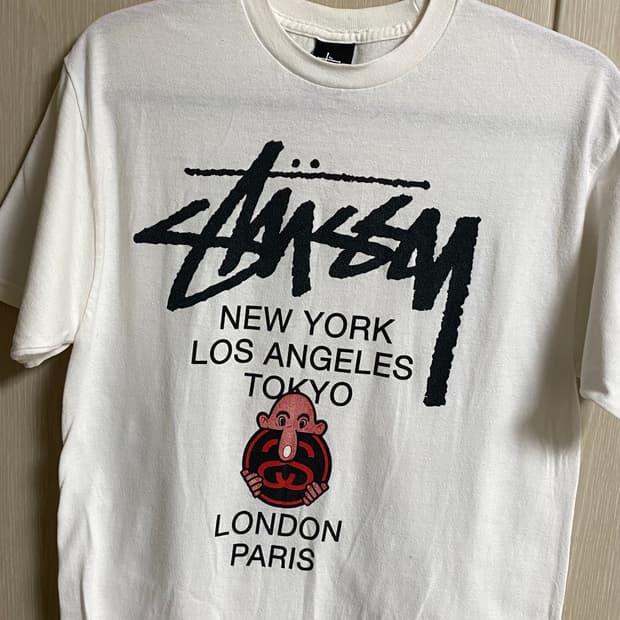 Stüssy
NEW YORK
LOS ANGELES
TOKYO
LONDON
PARIS